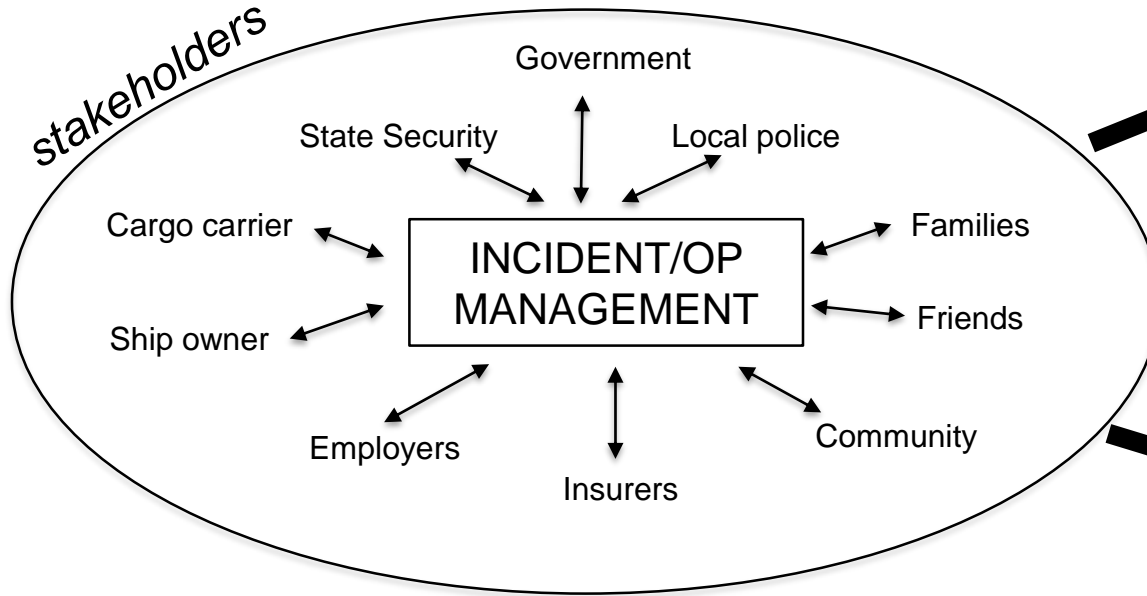 stakeholders
Government
State Security
Local police
Cargo carrier
Families
INCIDENT/OP
MANAGEMENT
Ship owner
Friends
Employers
Community
Insurers